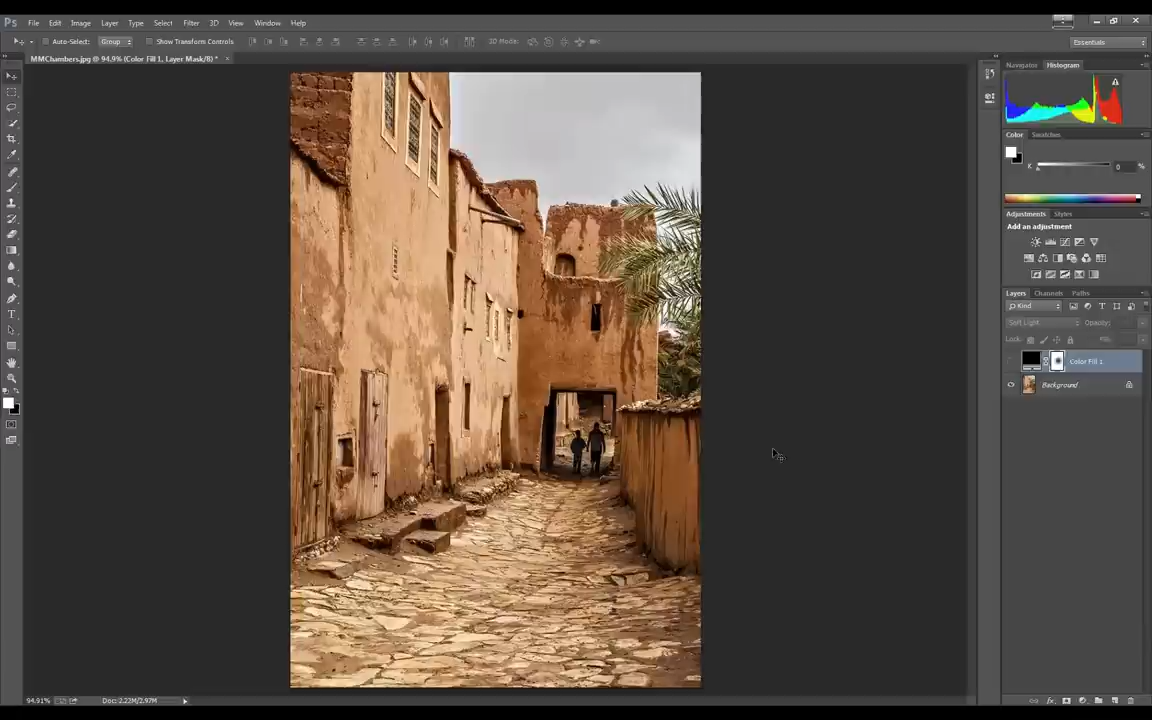 Ps File Edit Image Layer Type Select Filter 3D View Window Help
Auto-Select: Group Show Transform Controls 3D Mode: Essentials
MMChambers.jpg @ 94.9% (Color Fill 1, Layer Mask/8) * ×
Navigator Histogram
Color Swatches
K 0 %
Adjustments Styles
Add an adjustment
Layers Channels Paths
Kind
Soft Light Opacity:
Lock:
Color Fill 1
Background
94.91% Doc: 2.22M/2.97M